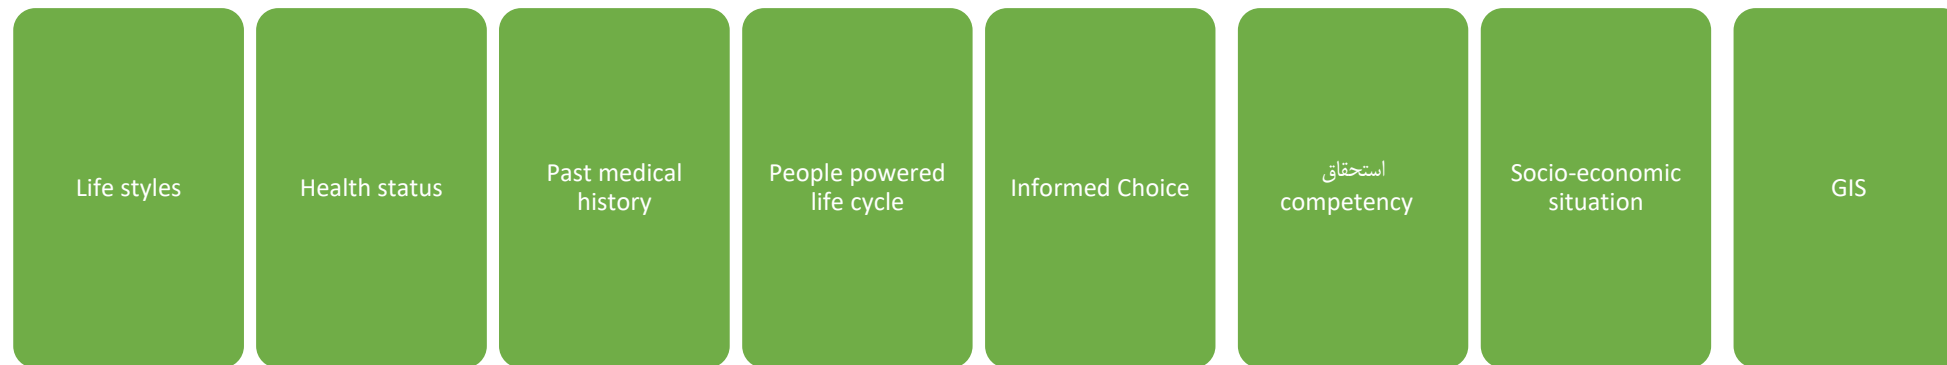 Life styles
Health status
Past medical
history
People powered
life cycle
Informed Choice
استحقاق
competency
Socio-economic
situation
GIS